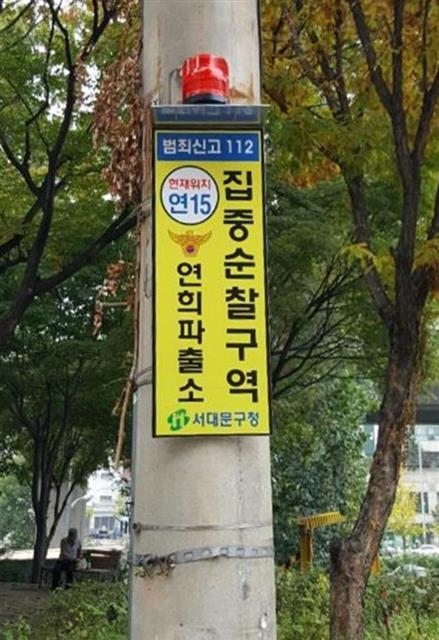 범죄신고 112
현재위치
연15
집중순찰구역
연희파출소
서대문구청